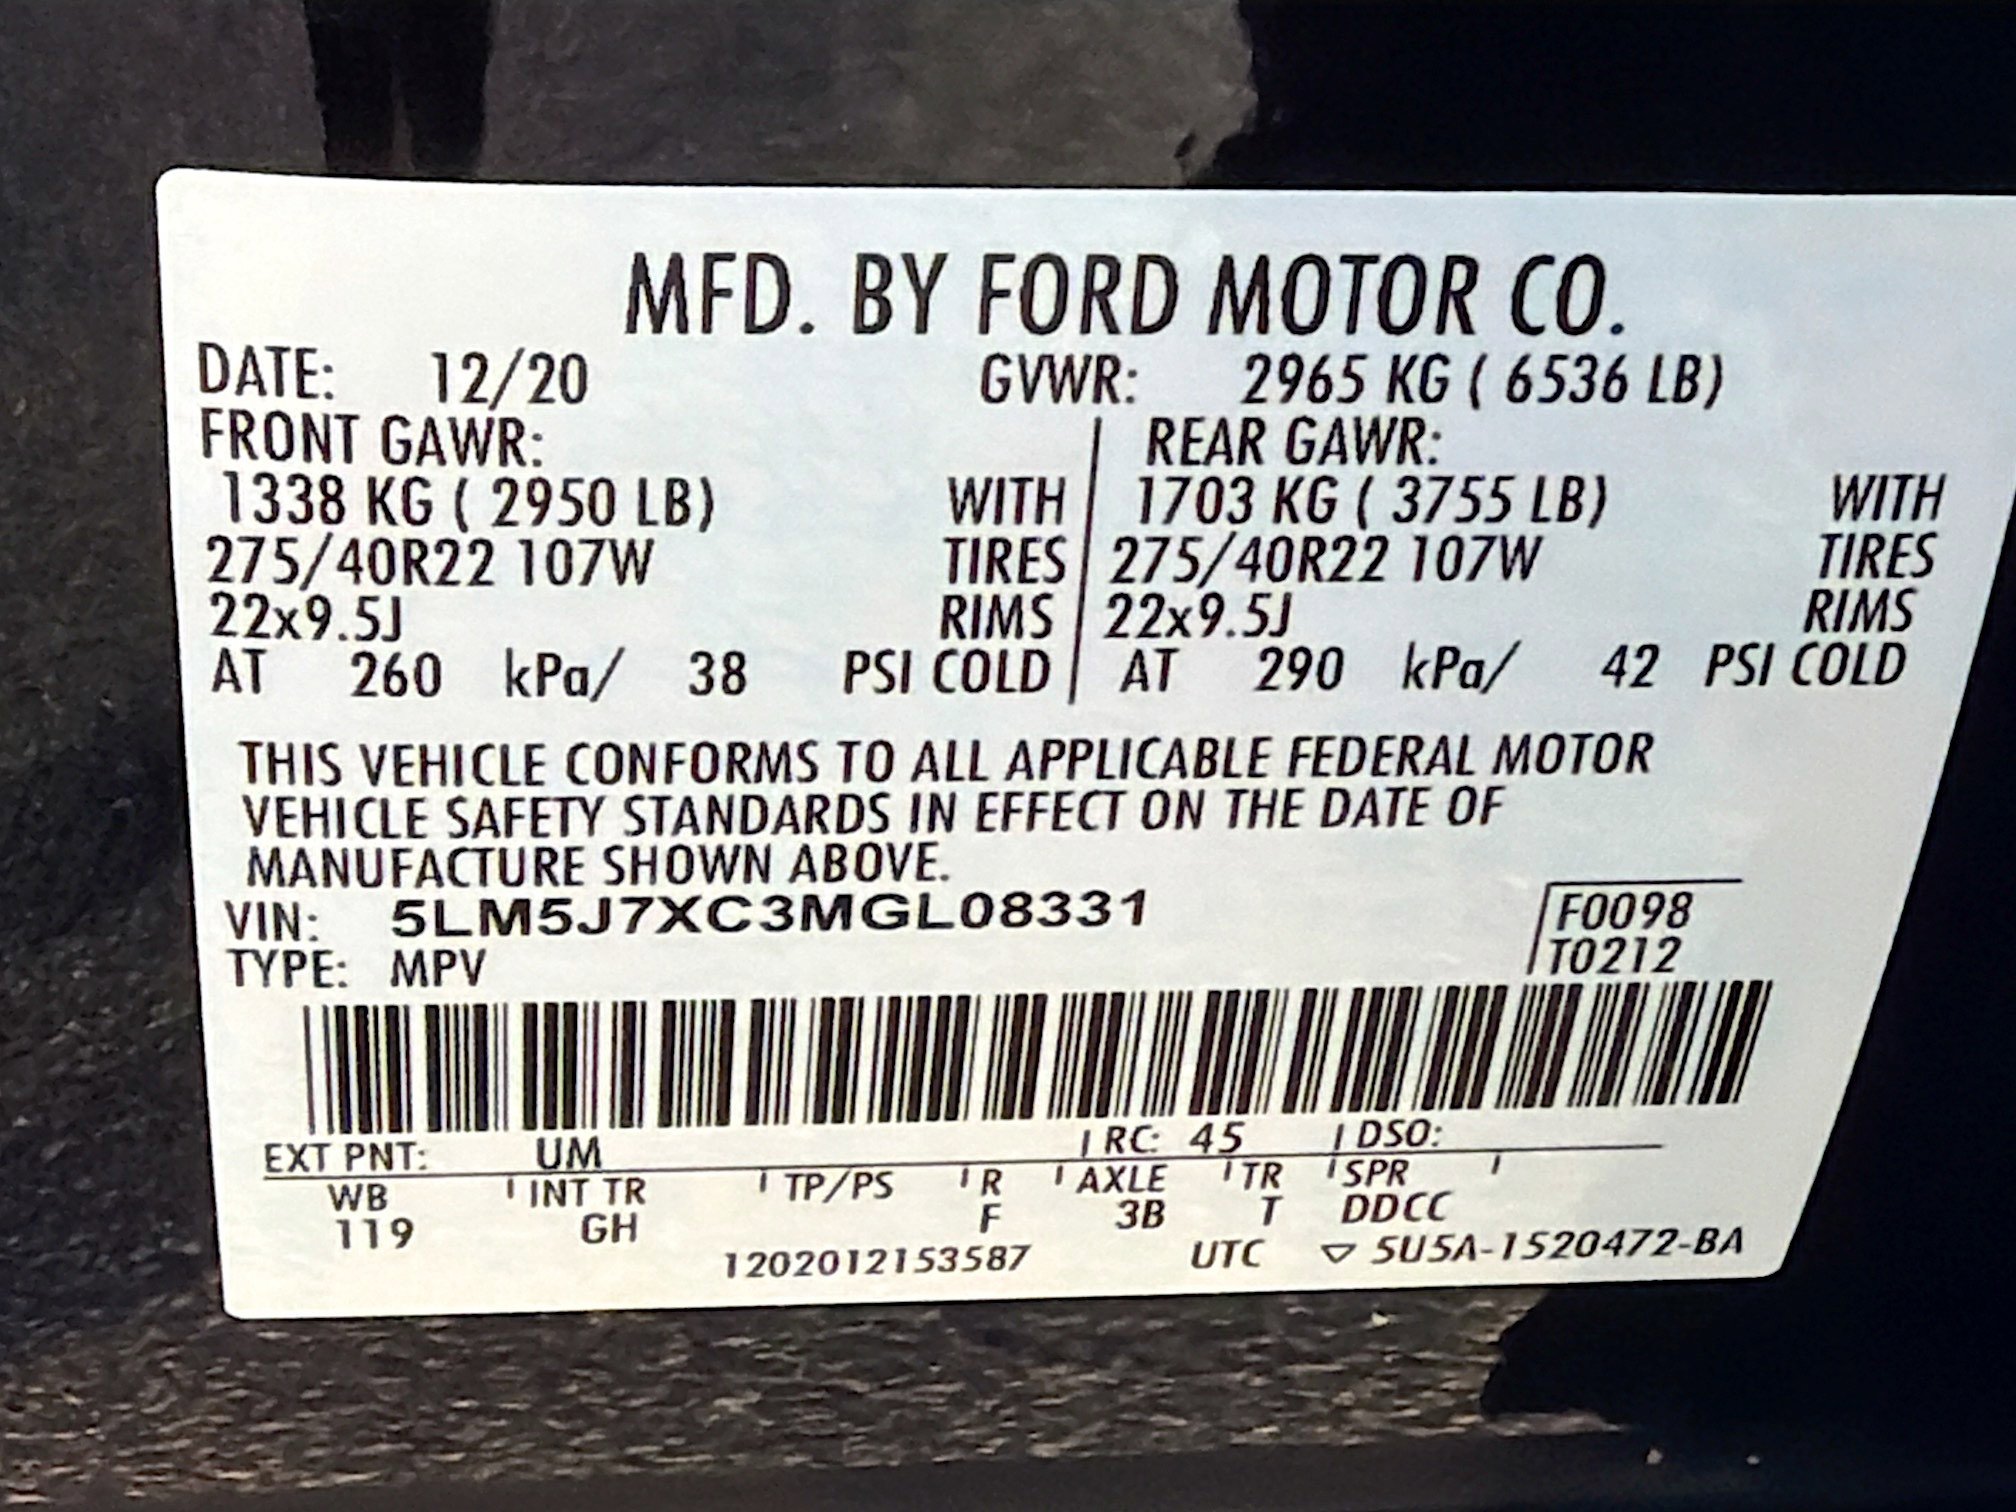 MFD. BY FORD MOTOR CO.
DATE: 12/20 GVWR: 2965 KG ( 6536 LB)
FRONT GAWR: REAR GAWR:
1338 KG ( 2950 LB) WITH 1703 KG ( 3755 LB) WITH
275/40R22 107W TIRES 275/40R22 107W TIRES
22x9.5J RIMS 22x9.5J RIMS
AT 260 kPa/ 38 PSI COLD AT 290 kPa/ 42 PSI COLD
THIS VEHICLE CONFORMS TO ALL APPLICABLE FEDERAL MOTOR
VEHICLE SAFETY STANDARDS IN EFFECT ON THE DATE OF
MANUFACTURE SHOWN ABOVE.
VIN: 5LM5J7XC3MGL08331 F0098
TYPE: MPV T0212
EXT PNT: UM RC: 45 DSO:
WB INT TR TP/PS R AXLE TR SPR
119 GH F 3B T DDCC
1202012153587 UTC ▽ 5U5A-1520472-BA